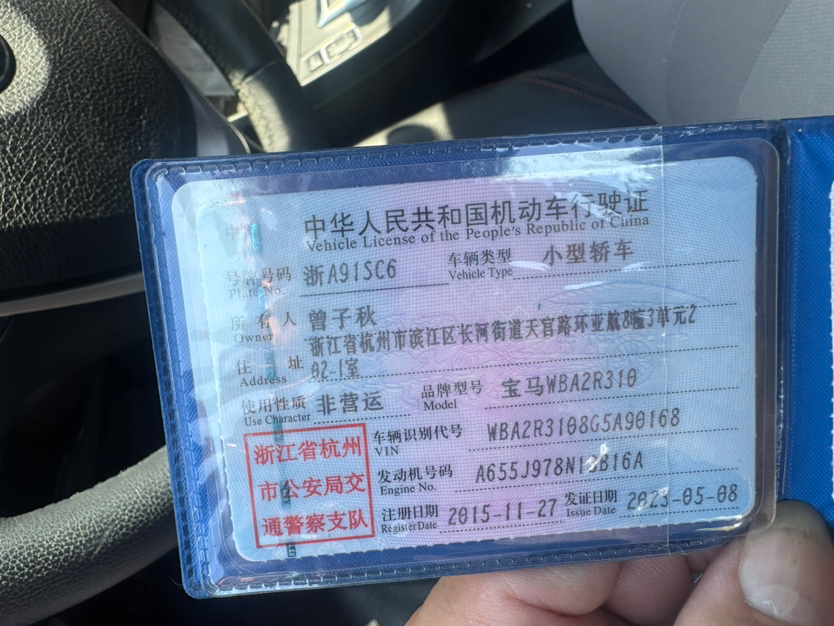 中华人民共和国机动车行驶证
Vehicle License of the People's Republic of China
号牌号码 浙A91SC6 车辆类型 小型轿车
Plate No. Vehicle Type
所有人 曾子秋
Owner
住址 浙江省杭州市滨江区长河街道天官路环亚航8幢3单元2
Address 02-1室
使用性质 非营运 品牌型号 宝马WBA2R310
Use Character Model
浙江省杭州
市公安局交
通警察支队
车辆识别代号 WBA2R3108G5A90168
VIN
发动机号码
Engine No.
注册日期 2015-11-27 发证日期 2023-05-08
Register Date Issue Date